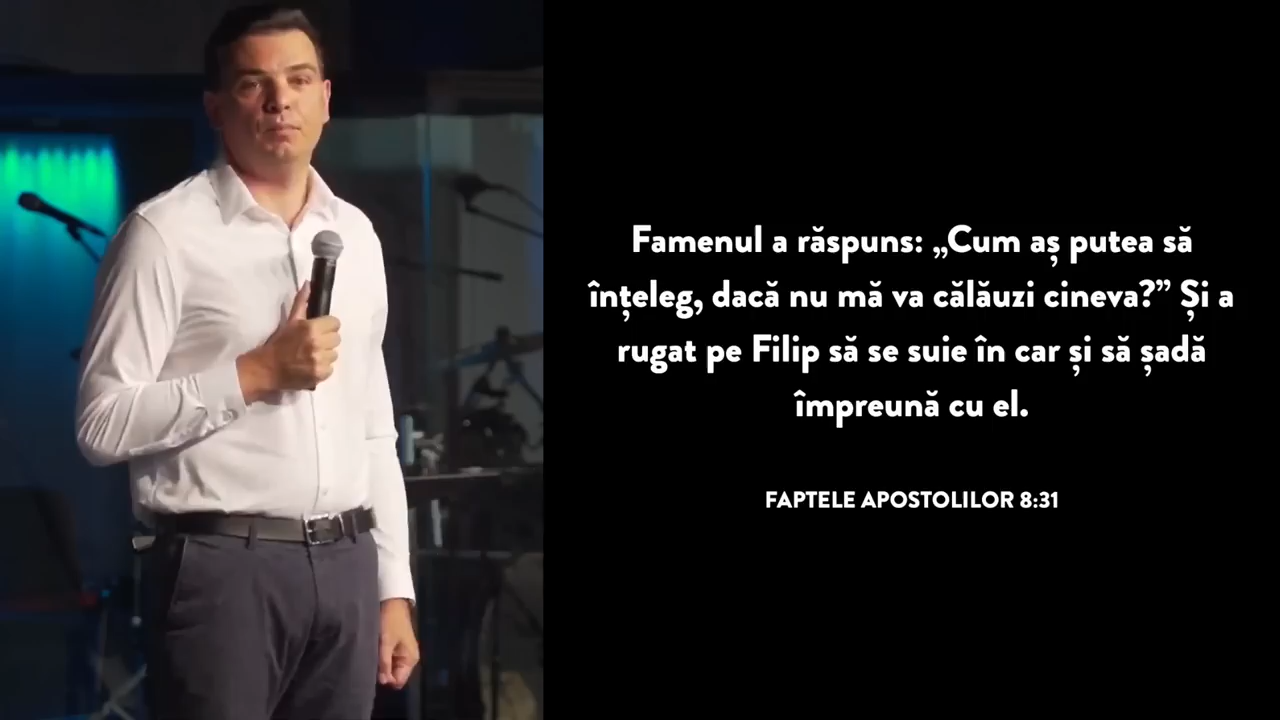 Famenul a răspuns: „Cum aș putea să
înțeleg, dacă nu mă va călăuzi cineva?” Și a
rugat pe Filip să se suie în car și să șadă
împreună cu el.
FAPTELE APOSTOLILOR 8:31